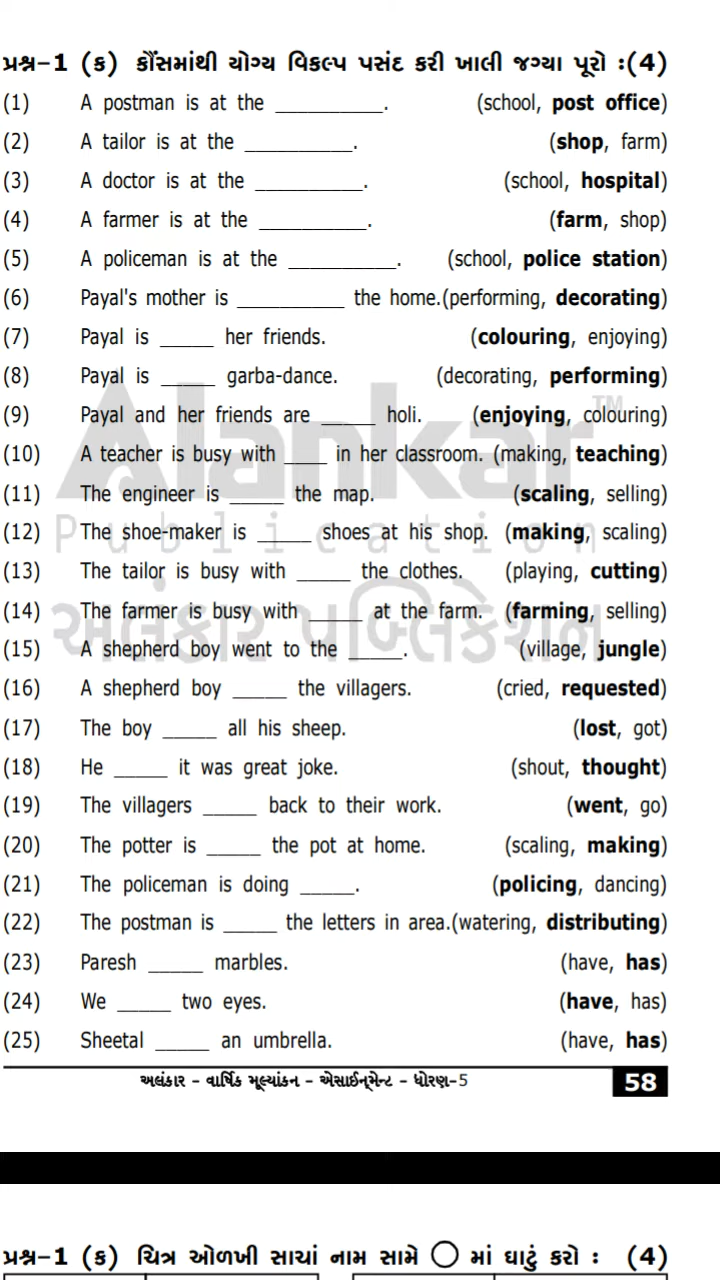 પ્રશ્ન-1 (ક) કૌંસમાંથી યોગ્ય વિકલ્પ પસંદ કરી ખાલી જગ્યા પૂરો :(4)
(1) A postman is at the __________. (school, post office)
(2) A tailor is at the __________. (shop, farm)
(3) A doctor is at the __________. (school, hospital)
(4) A farmer is at the __________. (farm, shop)
(5) A policeman is at the __________. (school, police station)
(6) Payal's mother is __________ the home.(performing, decorating)
(7) Payal is _____ her friends. (colouring, enjoying)
(8) Payal is _____ garba-dance. (decorating, performing)
(9) Payal and her friends are _____ holi. (enjoying, colouring)
(10) A teacher is busy with ____ in her classroom. (making, teaching)
(11) The engineer is _____ the map. (scaling, selling)
(12) The shoe-maker is _____ shoes at his shop. (making, scaling)
(13) The tailor is busy with _____ the clothes. (playing, cutting)
(14) The farmer is busy with _____ at the farm. (farming, selling)
(15) A shepherd boy went to the _____. (village, jungle)
(16) A shepherd boy _____ the villagers. (cried, requested)
(17) The boy _____ all his sheep. (lost, got)
(18) He _____ it was great joke. (shout, thought)
(19) The villagers _____ back to their work. (went, go)
(20) The potter is _____ the pot at home. (scaling, making)
(21) The policeman is doing _____. (policing, dancing)
(22) The postman is _____ the letters in area.(watering, distributing)
(23) Paresh _____ marbles. (have, has)
(24) We _____ two eyes. (have, has)
(25) Sheetal _____ an umbrella. (have, has)
Alankar TM
Publication
અલંકાર પબ્લિકેશન
અલંકાર - વાર્ષિક મૂલ્યાંકન - એસાઈન્મેન્ટ - ધોરણ-5 58
પ્રશ્ન-1 (ક) ચિત્ર ઓળખી સાચાં નામ સામે ◯ માં ઘાટું કરો : (4)